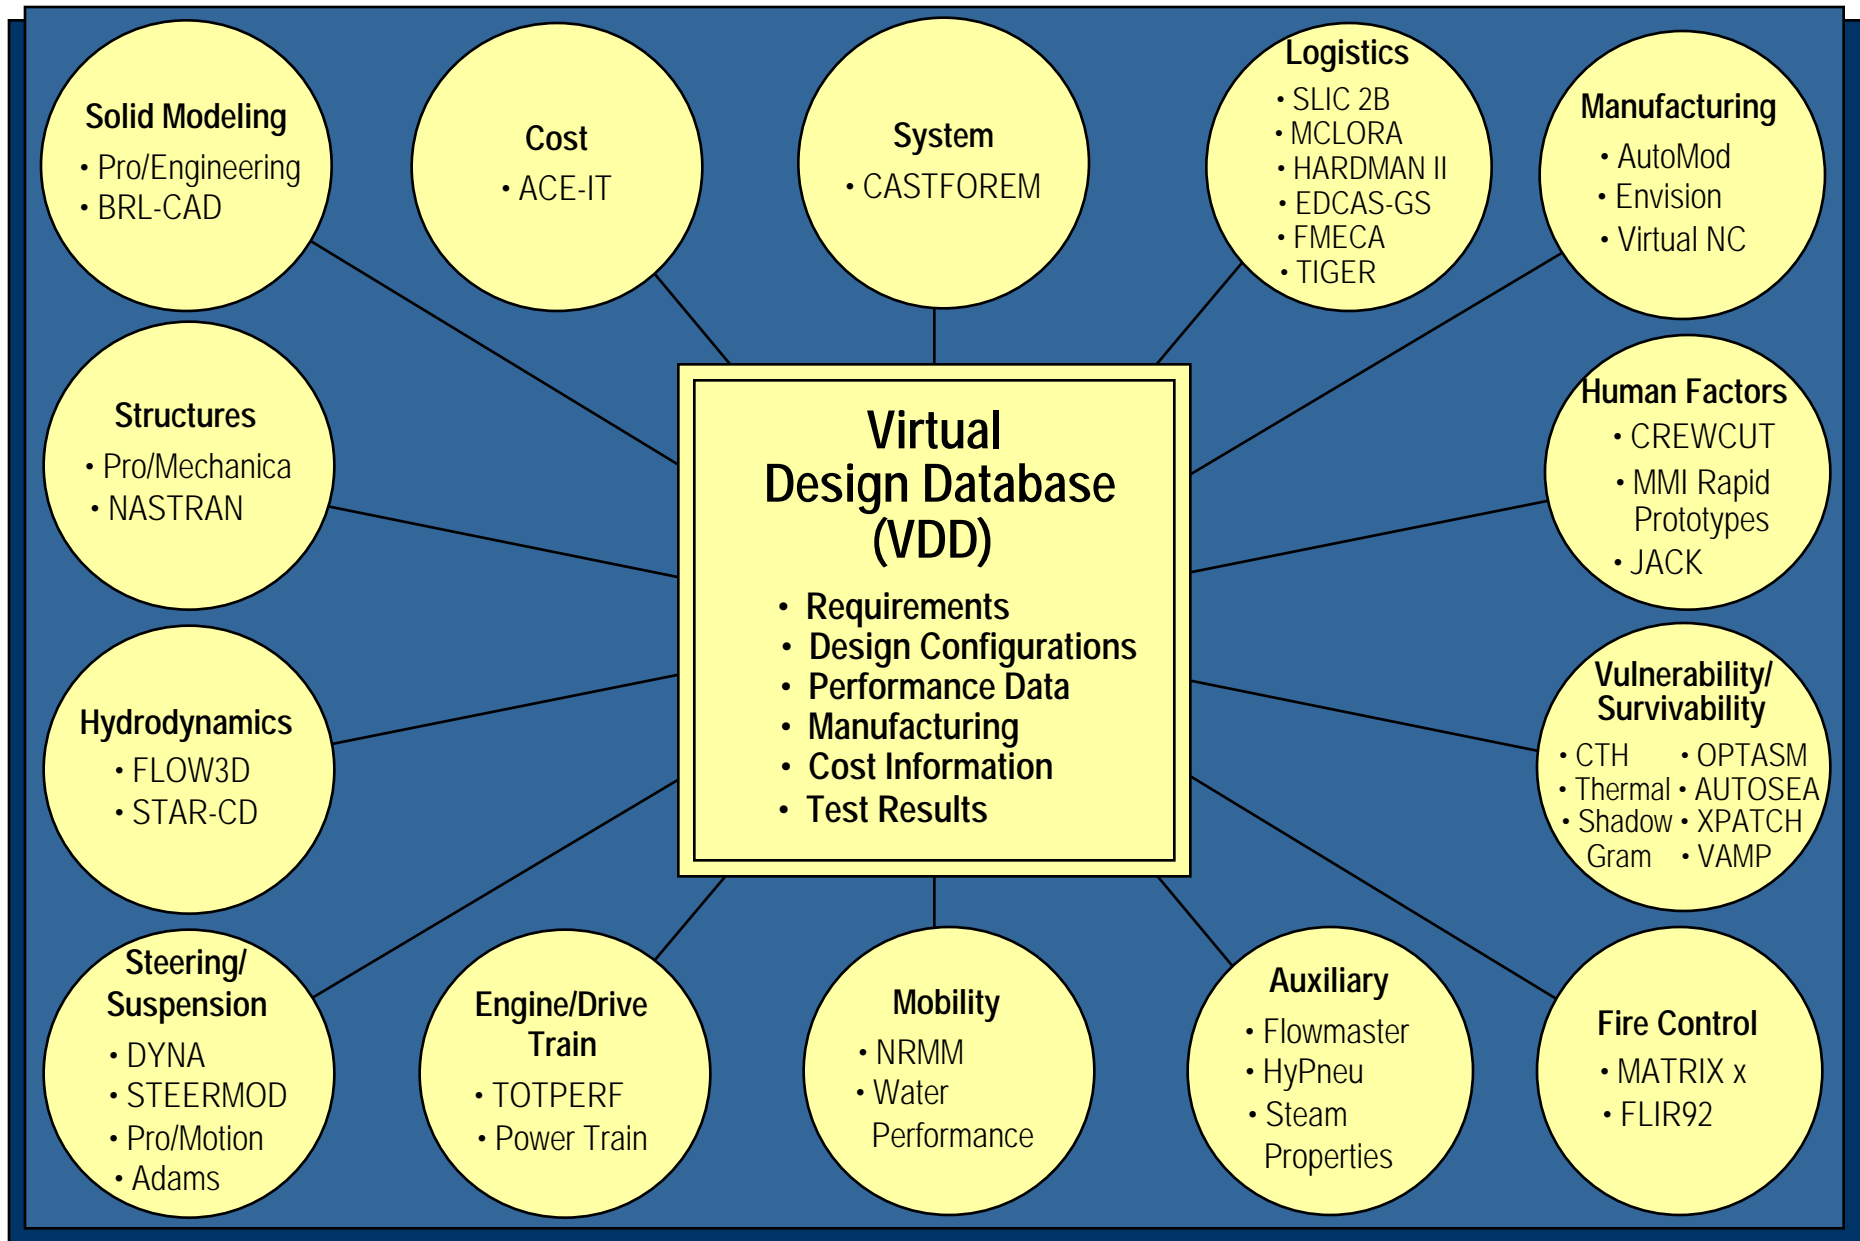 Solid Modeling
• Pro/Engineering
• BRL-CAD
Cost
• ACE-IT
System
• CASTFOREM
Logistics
• SLIC 2B
• MCLORA
• HARDMAN II
• EDCAS-GS
• FMECA
• TIGER
Manufacturing
• AutoMod
• Envision
• Virtual NC
Structures
• Pro/Mechanica
• NASTRAN
Virtual
Design Database
(VDD)
• Requirements
• Design Configurations
• Performance Data
• Manufacturing
• Cost Information
• Test Results
Human Factors
• CREWCUT
• MMI Rapid
Prototypes
• JACK
Hydrodynamics
• FLOW3D
• STAR-CD
Vulnerability/
Survivability
• CTH • OPTASM
• Thermal • AUTOSEA
• Shadow • XPATCH
Gram • VAMP
Steering/
Suspension
• DYNA
• STEERMOD
• Pro/Motion
• Adams
Engine/Drive
Train
• TOTPERF
• Power Train
Mobility
• NRMM
• Water
Performance
Auxiliary
• Flowmaster
• HyPneu
• Steam
Properties
Fire Control
• MATRIX x
• FLIR92